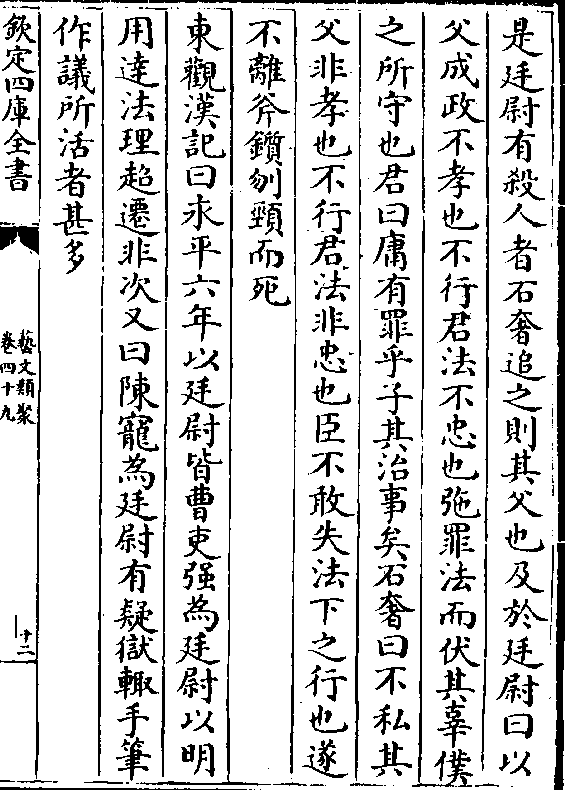 是廷尉有殺人者石奢追之則其父也及於廷尉曰以
父成政不孝也不行君法不忠也弛罪法而伏其辜僕
之所守也君曰庸有罪乎子其治事矣石奢曰不私其
父非孝也不行君法非忠也臣不敢失法下之行也遂
不離斧鑕刎頸而死
東觀漢記曰永平六年以廷尉皆曹吏强為廷尉以明
用達法理超遷非次又曰陳寵為廷尉有疑獄輙手筆
作議所活者甚多
欽定四庫全書
藝文類聚
卷四十九
十二